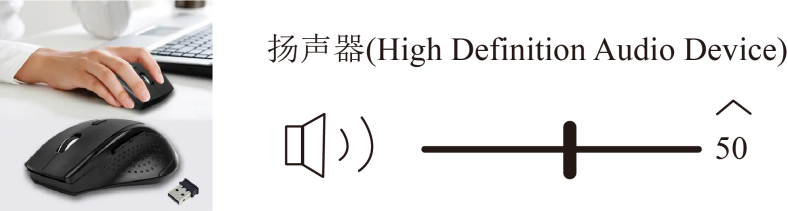 扬声器(High Definition Audio Device)
50